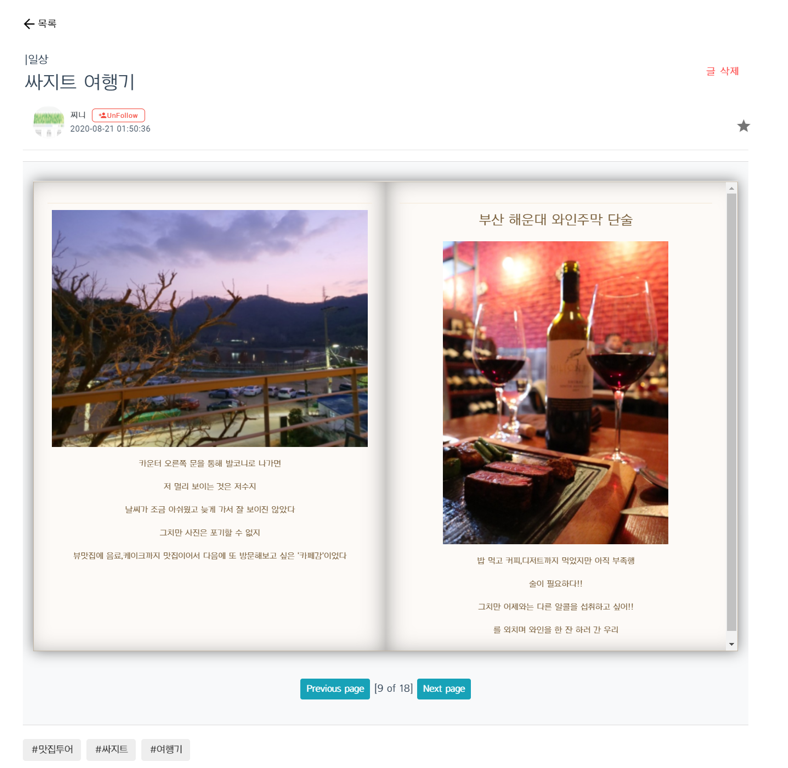 목록
|일상
싸지트 여행기
글 삭제
찌니 UnFollow
2020-08-21 01:50:36
카운터 오른쪽 문을 통해 발코니로 나가면
저 멀리 보이는 것은 저수지
날씨가 조금 아쉬웠고 늦게 가서 잘 보이진 않았다
그치만 사진은 포기할 수 없지
뷰맛집에 음료,케이크까지 맛집이어서 다음에 또 방문해보고 싶은 '카페감'이었다
부산 해운대 와인주막 단술
밥 먹고 커피,디저트까지 먹었지만 아직 부족행
술이 필요하다!!
그치만 어제와는 다른 알콜을 섭취하고 싶어!!
를 외치며 와인을 한 잔 하러 간 우리
Previous page [9 of 18] Next page
#맛집투어 #싸지트 #여행기